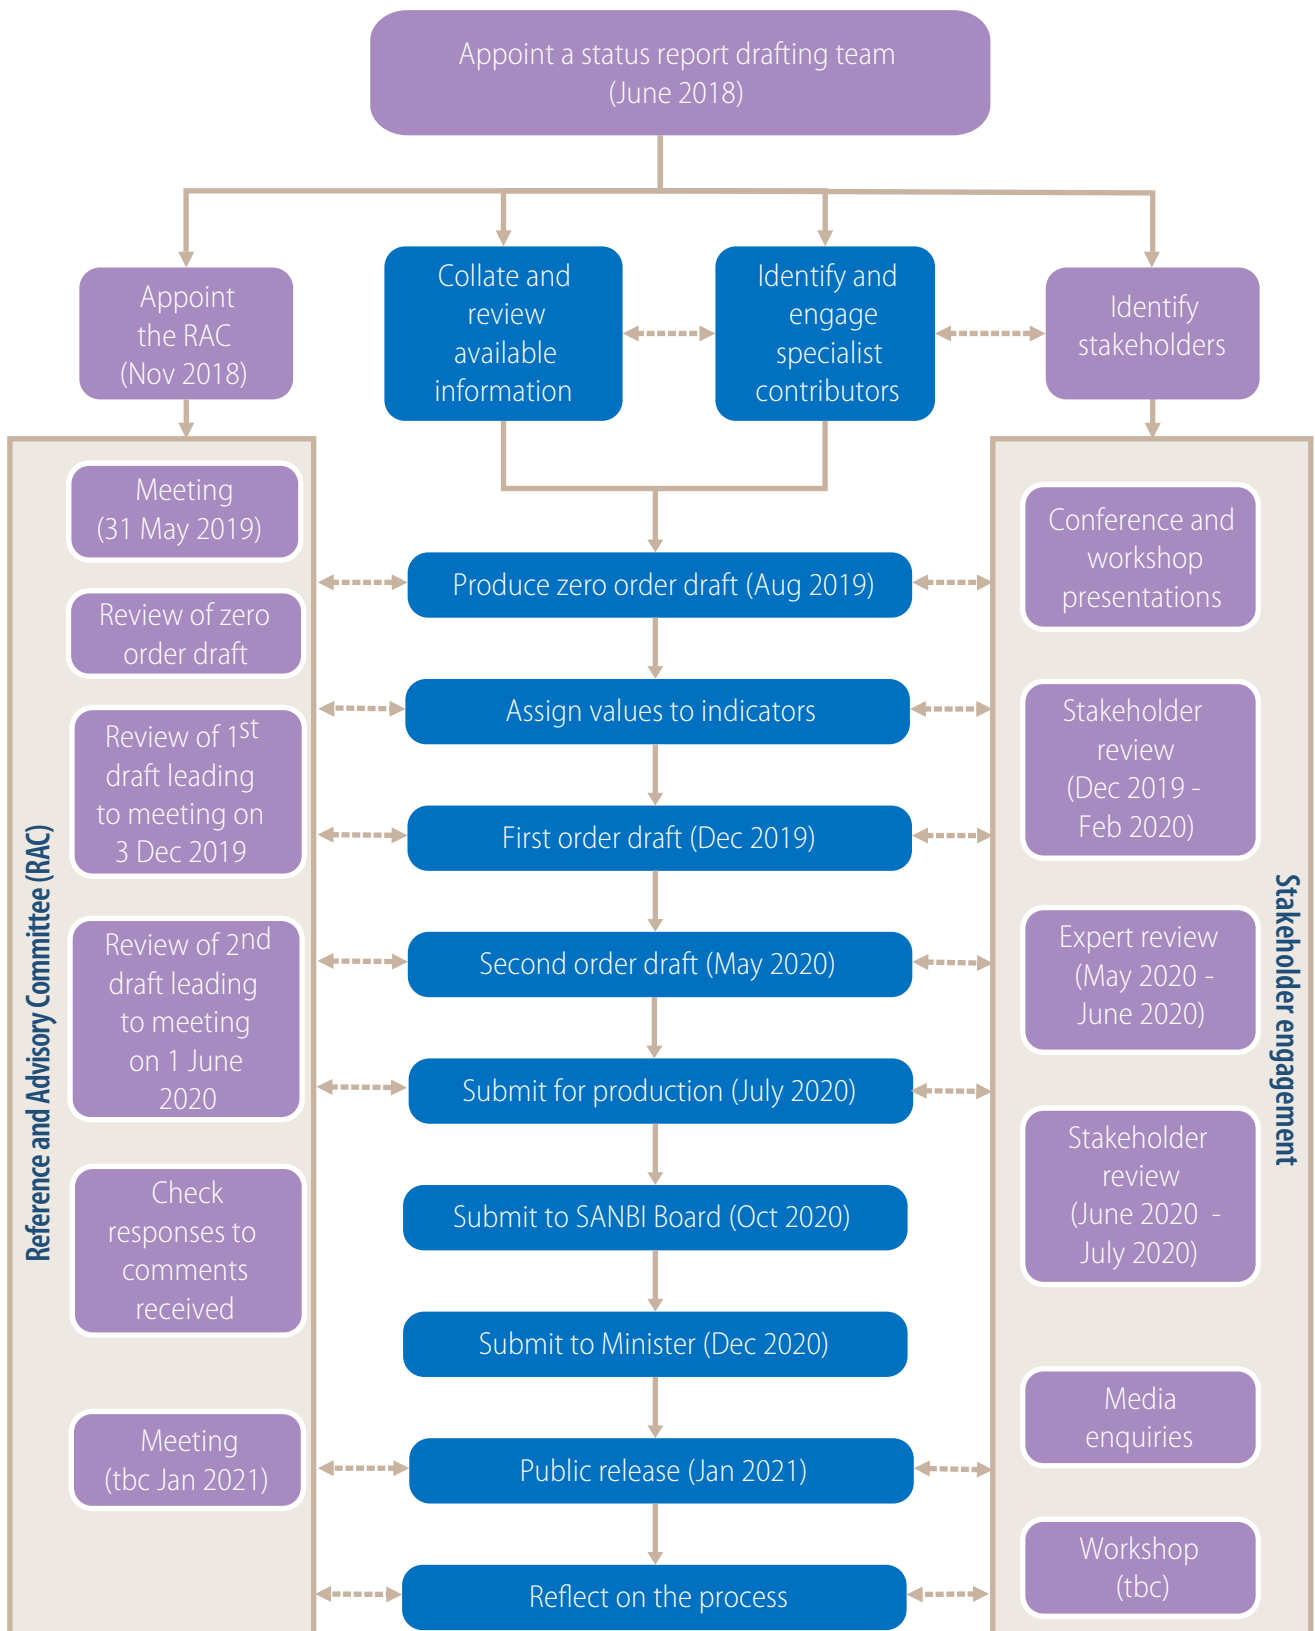 Appoint a status report drafting team
(June 2018)
Appoint
the RAC
(Nov 2018)
Collate and
review
available
information
Identify and
engage
specialist
contributors
Identify
stakeholders
Reference and Advisory Committee (RAC)
Meeting
(31 May 2019)
Review of zero
order draft
Review of 1st
draft leading
to meeting on
3 Dec 2019
Review of 2nd
draft leading
to meeting
on 1 June
2020
Check
responses to
comments
received
Meeting
(tbc Jan 2021)
Produce zero order draft (Aug 2019)
Assign values to indicators
First order draft (Dec 2019)
Second order draft (May 2020)
Submit for production (July 2020)
Submit to SANBI Board (Oct 2020)
Submit to Minister (Dec 2020)
Public release (Jan 2021)
Reflect on the process
Conference and
workshop
presentations
Stakeholder
review
(Dec 2019 -
Feb 2020)
Expert review
(May 2020 -
June 2020)
Stakeholder
review
(June 2020 -
July 2020)
Media
enquiries
Workshop
(tbc)
Stakeholder engagement